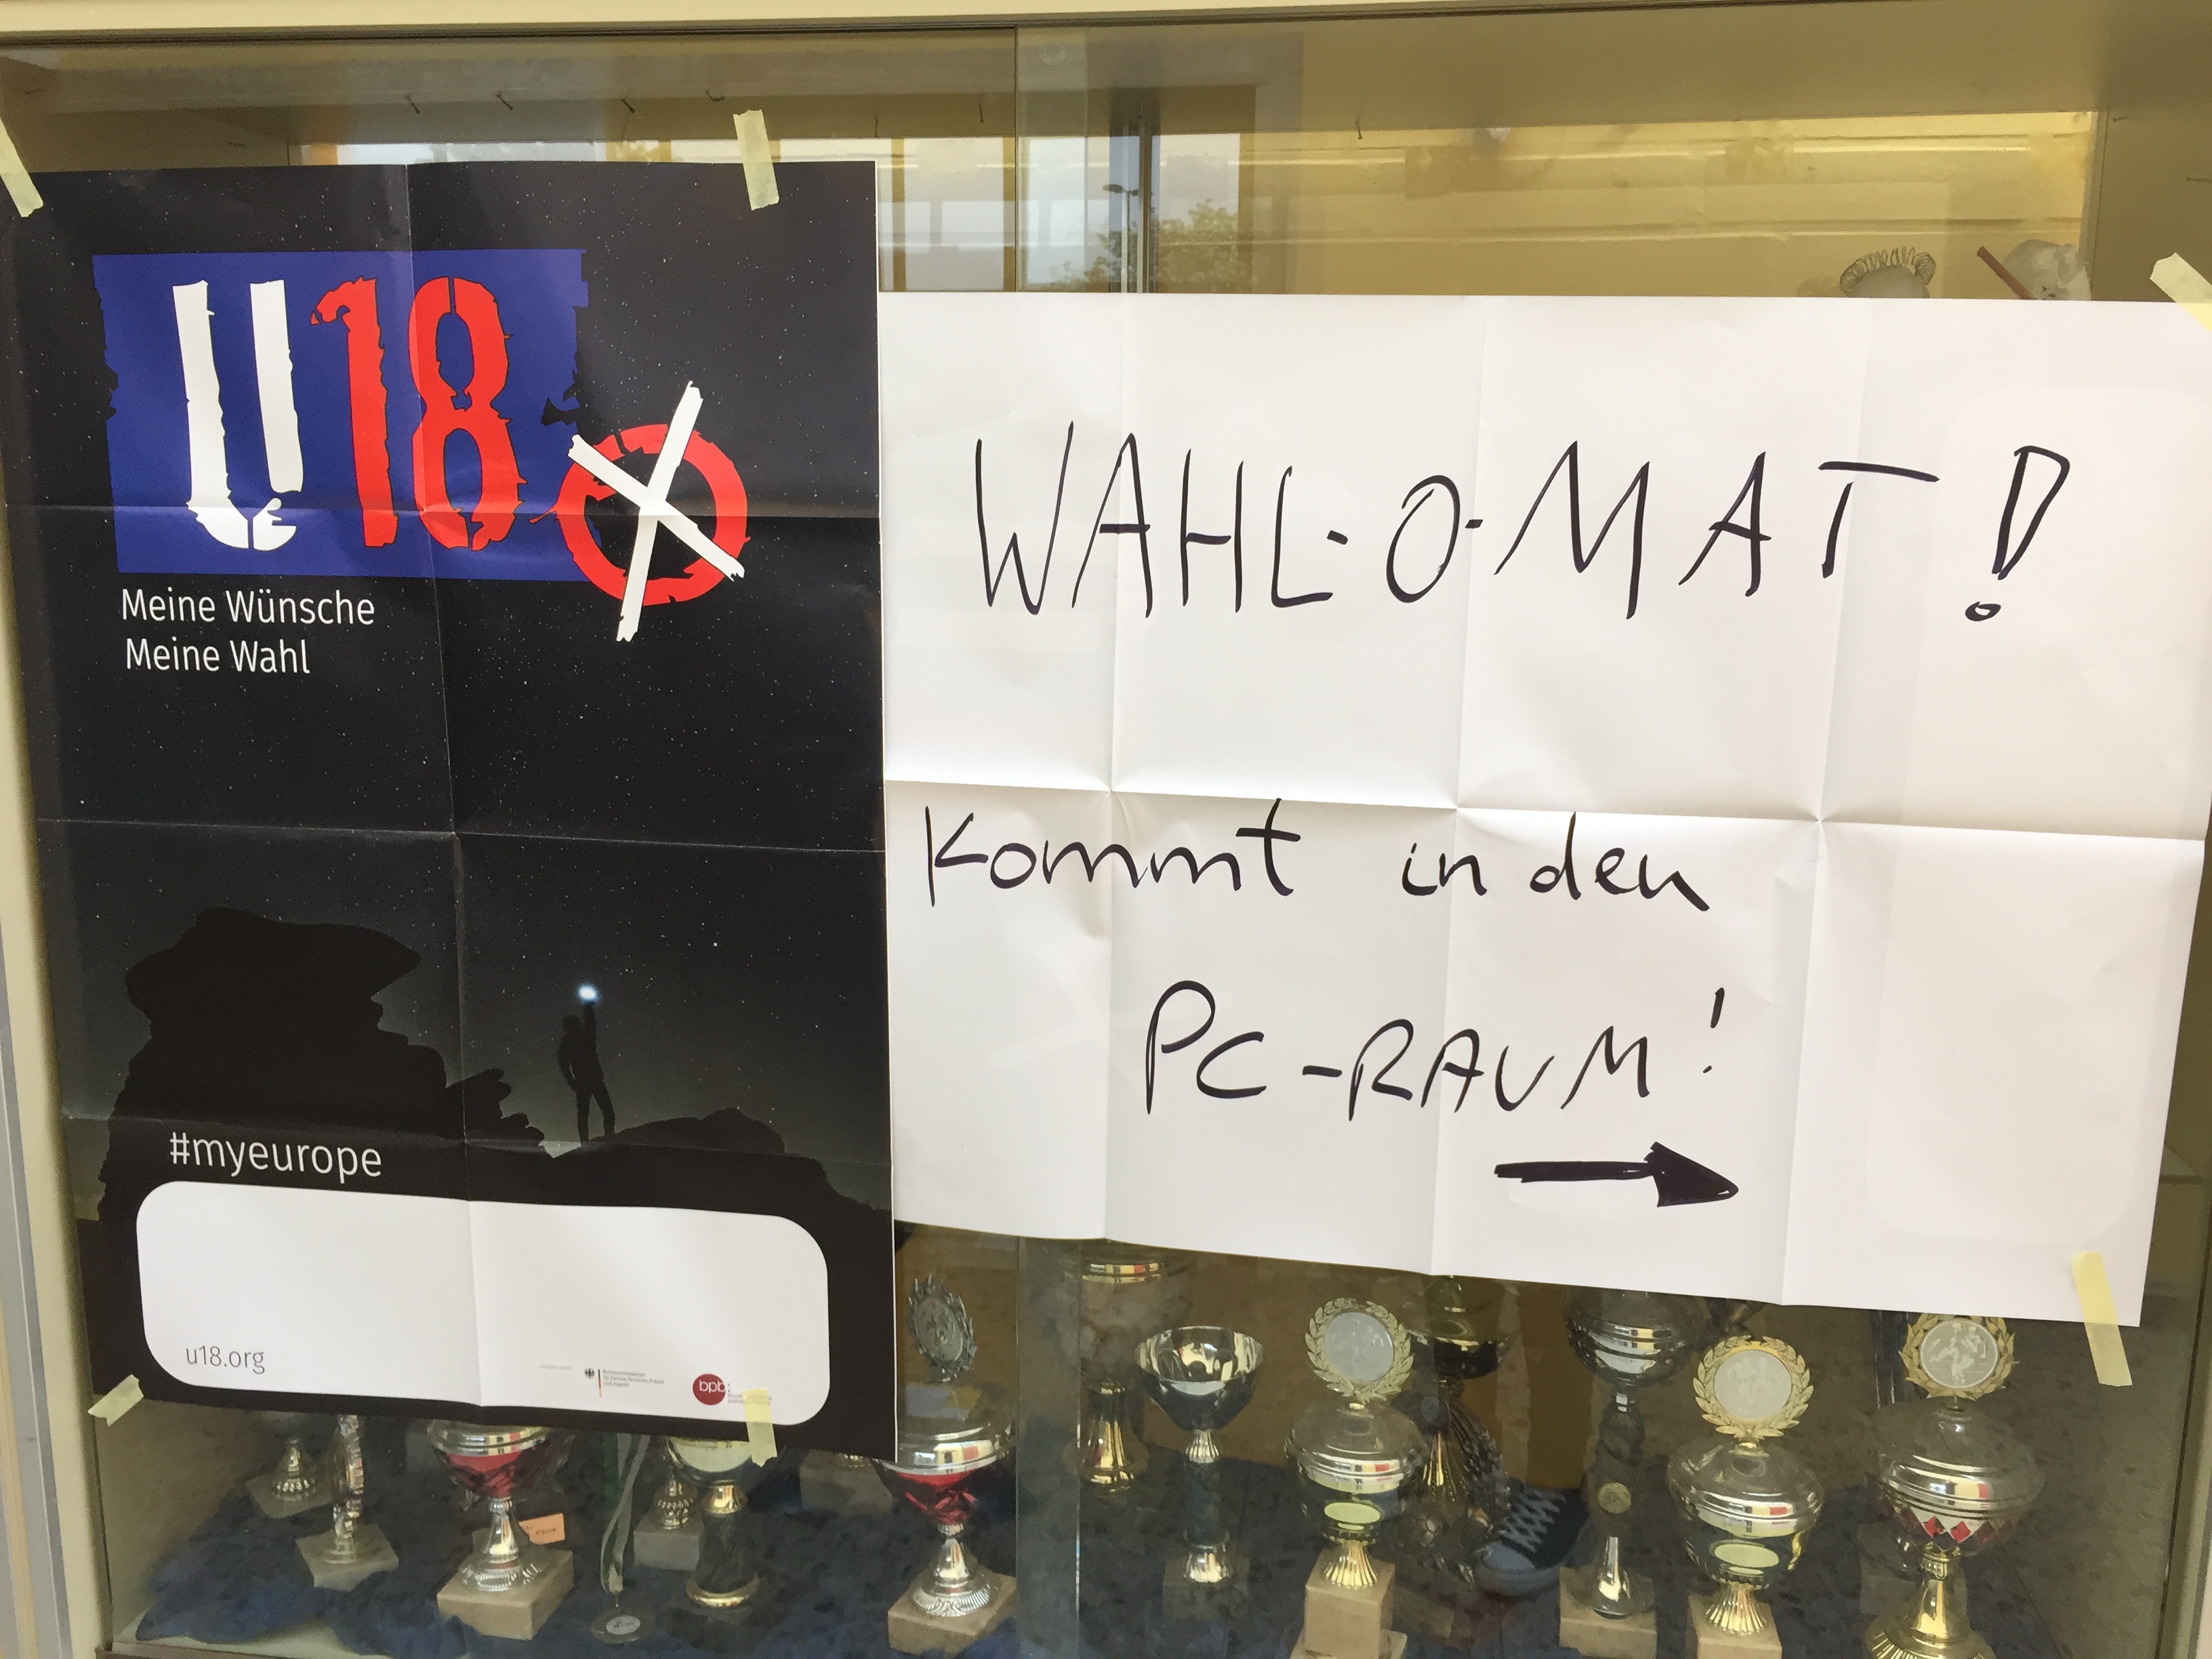 U18
Meine Wünsche
Meine Wahl
#myeurope
u18.org
bpb:
WAHL-O-MAT!
Kommt in den
PC-RAUM!